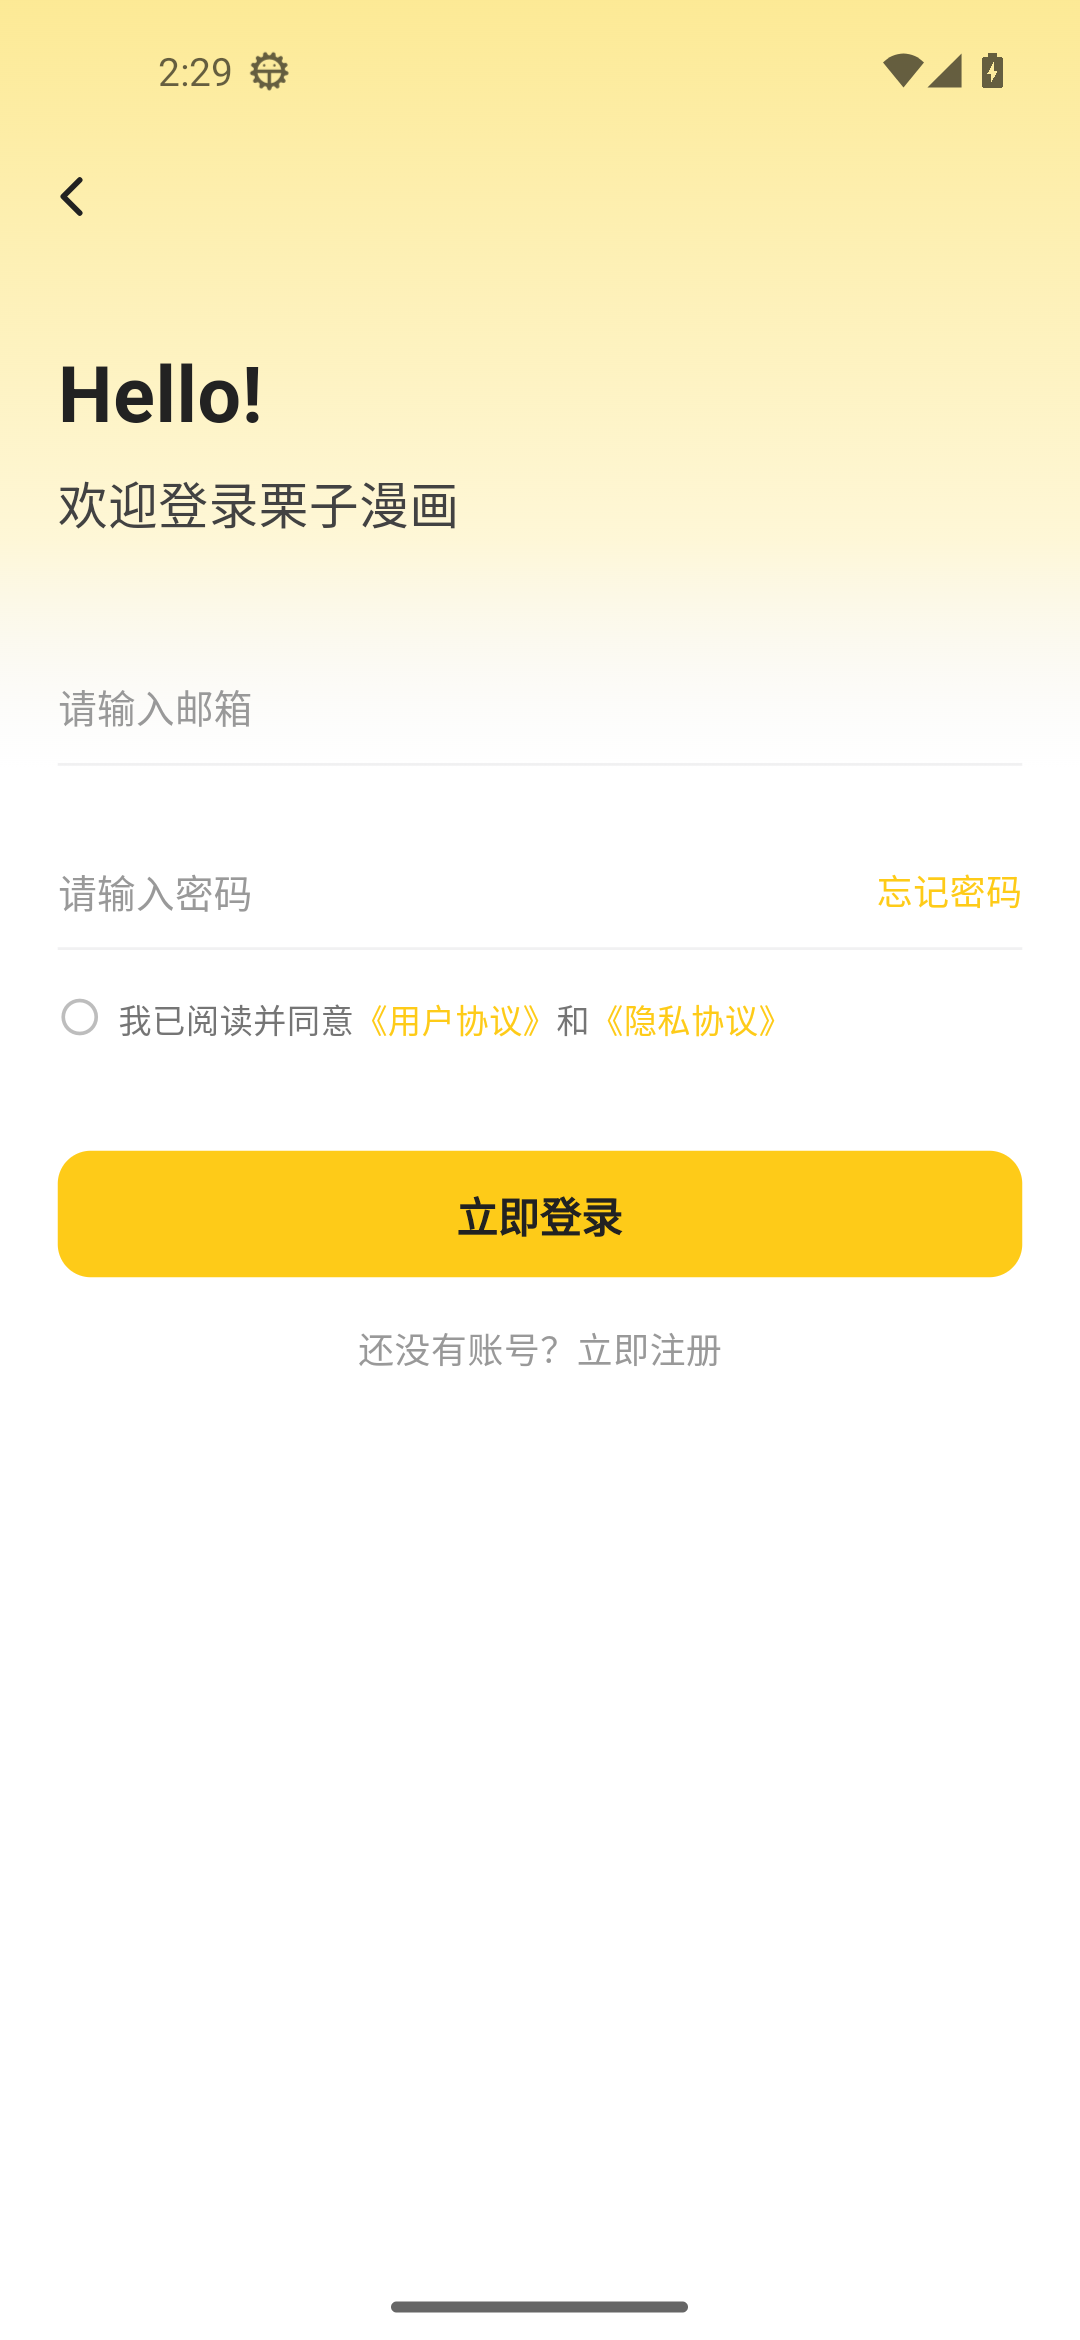 2:29
Hello!
欢迎登录栗子漫画
请输入邮箱
请输入密码
忘记密码
我已阅读并同意《用户协议》和《隐私协议》
立即登录
还没有账号？立即注册